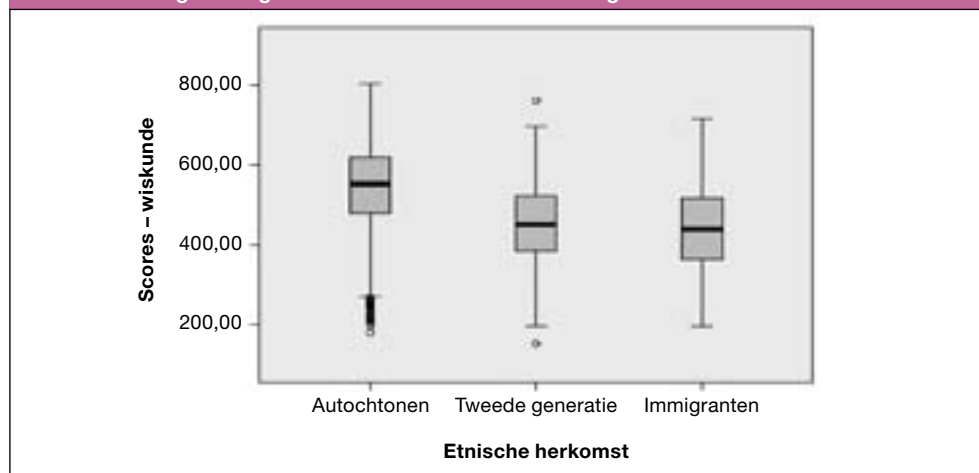 Scores – wiskunde
800,00
600,00
400,00
200,00
Autochtonen Tweede generatie Immigranten
Etnische herkomst